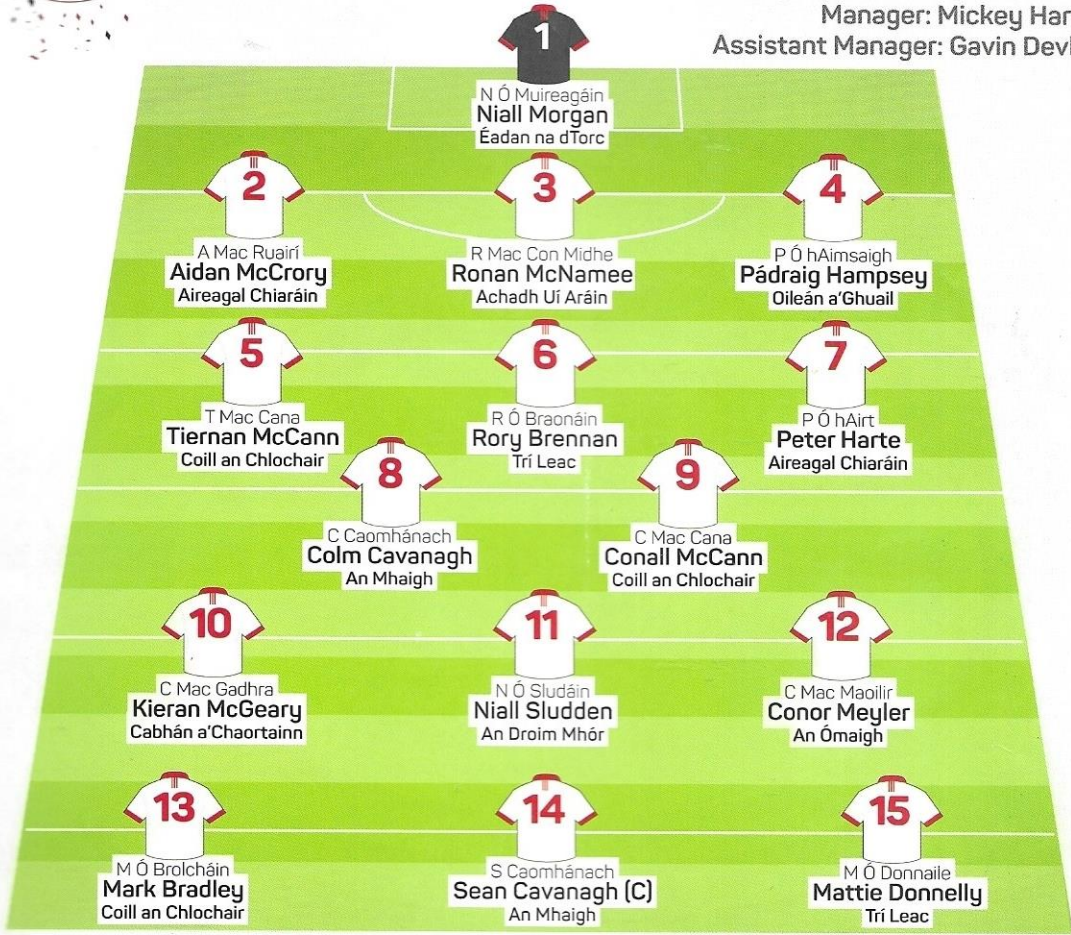 Manager: Mickey Har
Assistant Manager: Gavin Devl
1
N Ó Muireagáin
Niall Morgan
Éadan na dTorc
2
A Mac Ruairí
Aidan McCrory
Aireagal Chiaráin
3
R Mac Con Midhe
Ronan McNamee
Achadh Uí Aráin
4
P Ó hAimsaigh
Pádraig Hampsey
Oileán a'Ghuail
5
T Mac Cana
Tiernan McCann
Coill an Chlochair
6
R Ó Braonáin
Rory Brennan
Trí Leac
7
P Ó hAirt
Peter Harte
Aireagal Chiaráin
8
C Caomhánach
Colm Cavanagh
An Mhaigh
9
C Mac Cana
Conall McCann
Coill an Chlochair
10
C Mac Gadhra
Kieran McGeary
Cabhán a'Chaortainn
11
N Ó Sludáin
Niall Sludden
An Droim Mhór
12
C Mac Maoilir
Conor Meyler
An Ómaigh
13
M Ó Brolcháin
Mark Bradley
Coill an Chlochair
14
S Caomhánach
Sean Cavanagh (C)
An Mhaigh
15
M Ó Donnaile
Mattie Donnelly
Trí Leac